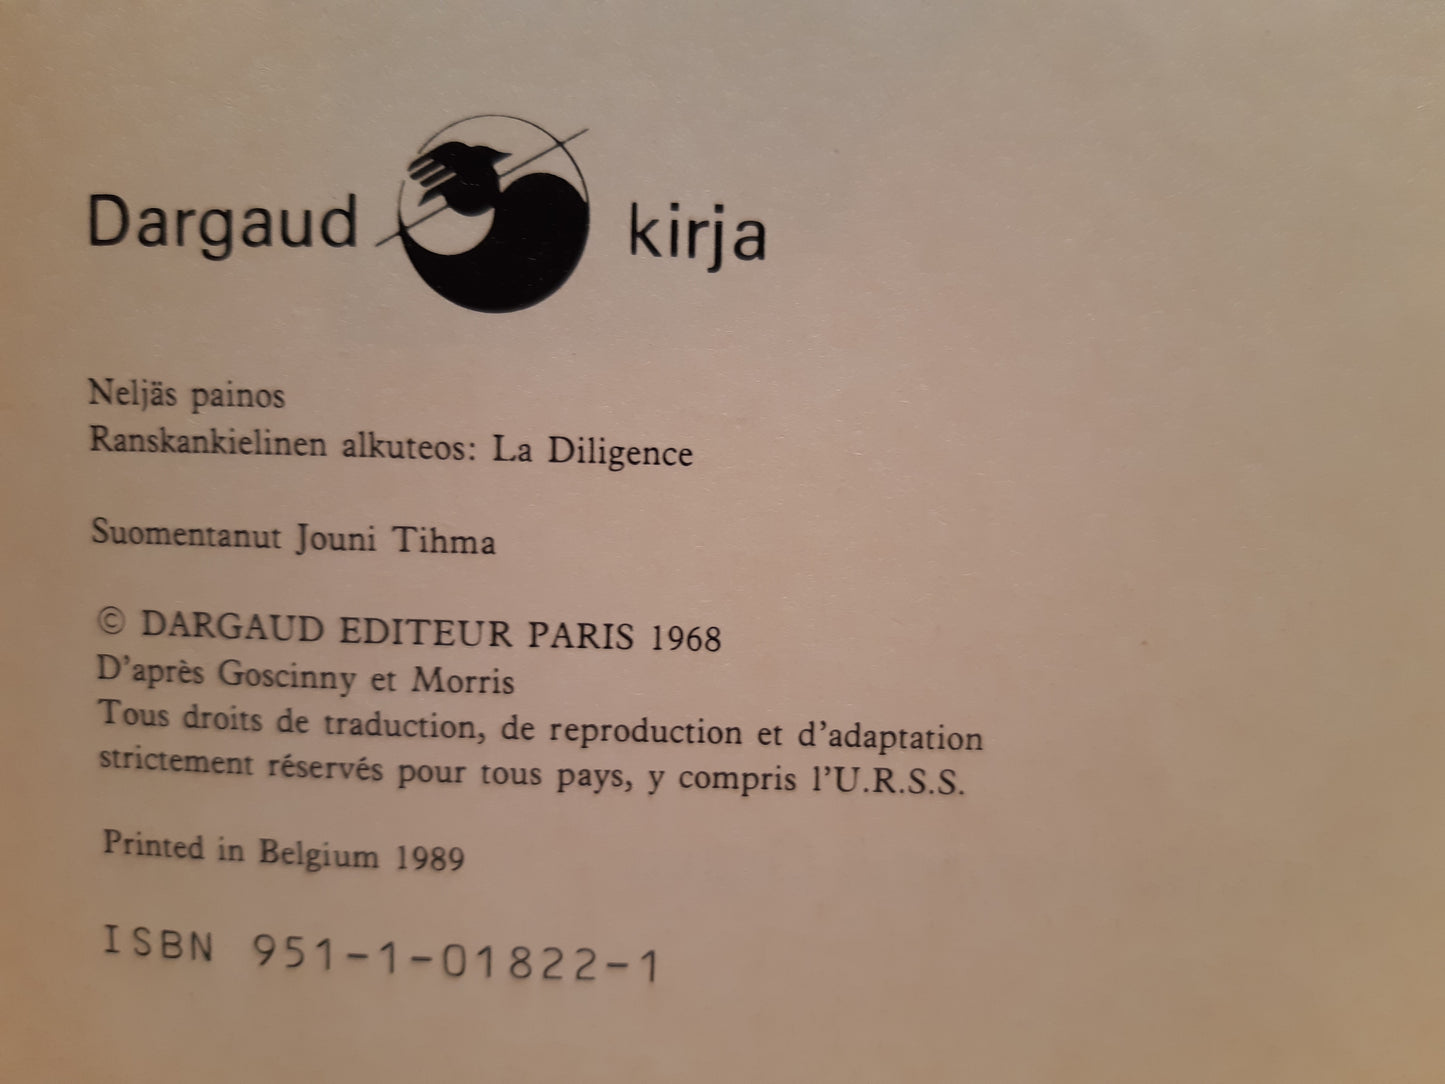 Dargaud kirja
Neljäs painos
Ranskankielinen alkuteos: La Diligence
Suomentanut Jouni Tihma
© DARGAUD EDITEUR PARIS 1968
D'après Goscinny et Morris
Tous droits de traduction, de reproduction et d'adaptation
strictement réservés pour tous pays, y compris l'U.R.S.S.
Printed in Belgium 1989
ISBN 951-1-01822-1